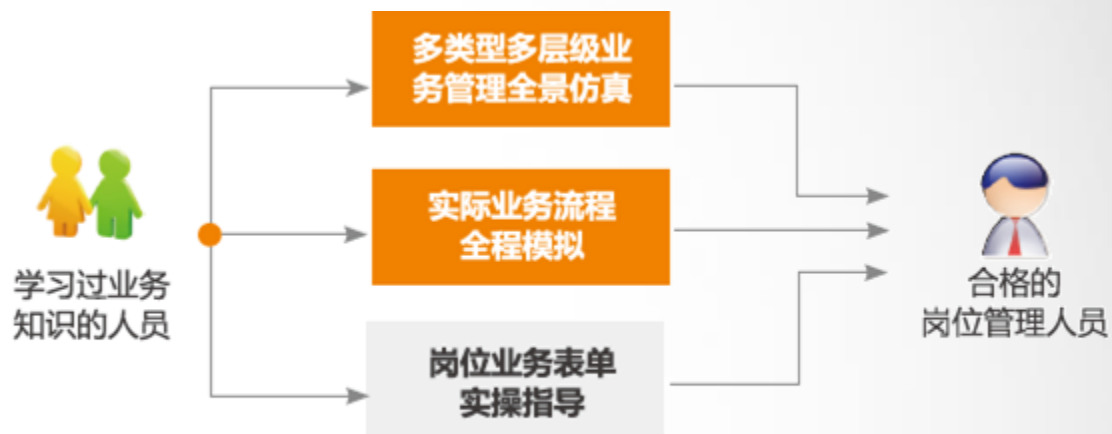 多类型多层级业
务管理全景仿真
实际业务流程
全程模拟
学习过业务
知识的人员
合格的
岗位管理人员
岗位业务表单
实操指导